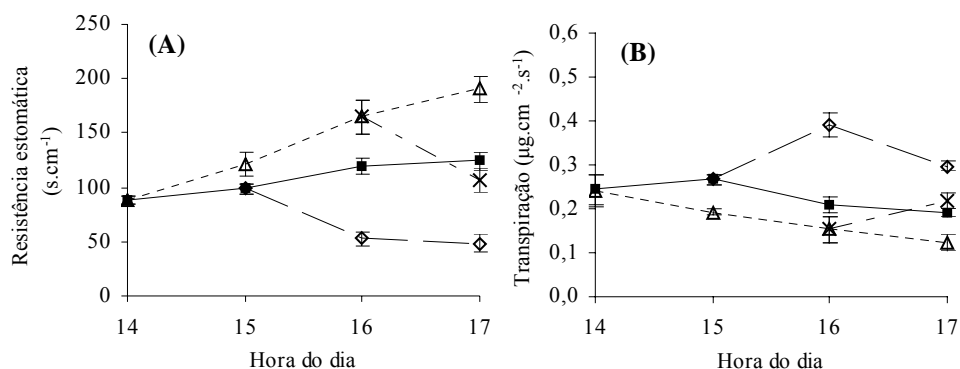 (A)
Resistência estomática
(s.cm-1)
250
200
150
100
50
0
14 15 16 17
Hora do dia
(B)
Transpiração (µg.cm -2.s-1)
0,6
0,5
0,4
0,3
0,2
0,1
0,0
14 15 16 17
Hora do dia